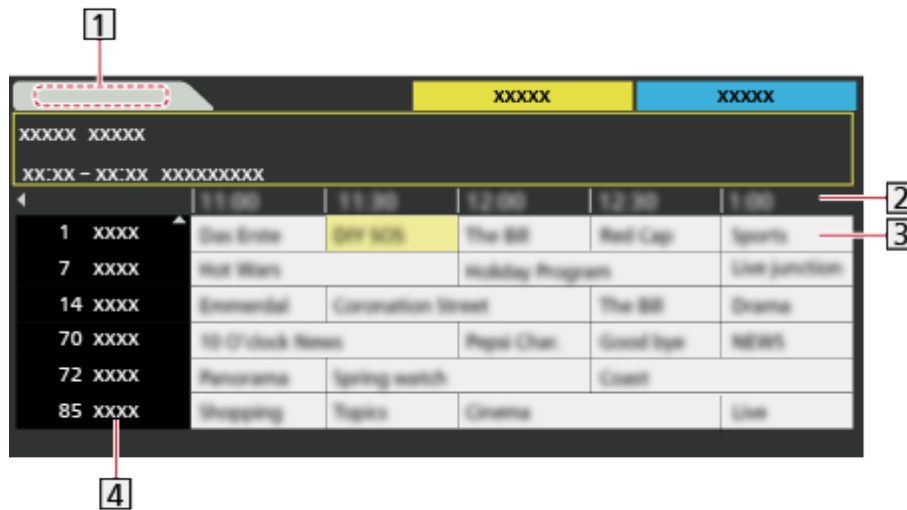 1
xxxxx xxxxx
xxxxx xxxxx
xx:xx – xx:xx xxxxxxxxx
11:00 11:30 12:00 12:30 1:00 2
1 xxxx Das Erste DIY SOS The Bill Red Cap Sports 3
7 xxxx Hot Wars Holiday Program Live junction
14 xxxx Emmerdal Coronation Street The Bill Drama
70 xxxx 10 O'clock News Pepsi Char. Good bye NEWS
72 xxxx Panorama Spring watch Coast
85 xxxx Shopping Topics Cinema Live
4